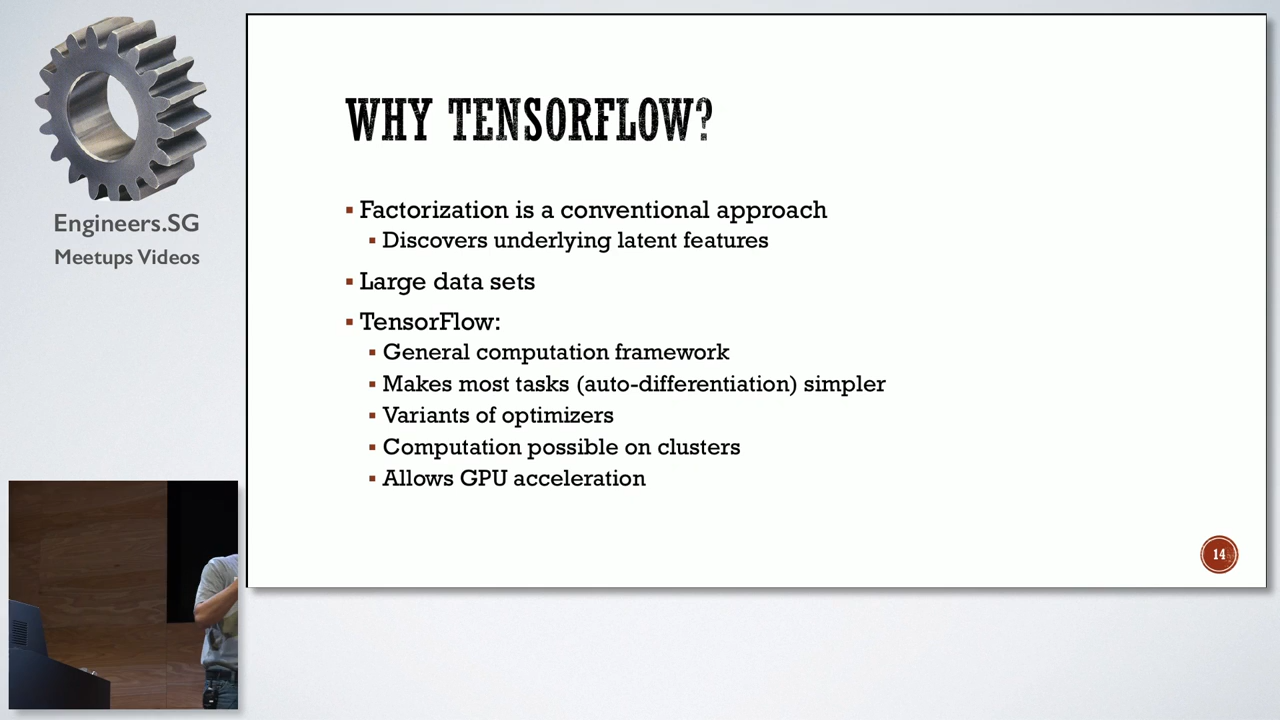 Engineers.SG
Meetups Videos
WHY TENSORFLOW?
Factorization is a conventional approach
Discovers underlying latent features
Large data sets
TensorFlow:
General computation framework
Makes most tasks (auto-differentiation) simpler
Variants of optimizers
Computation possible on clusters
Allows GPU acceleration
14